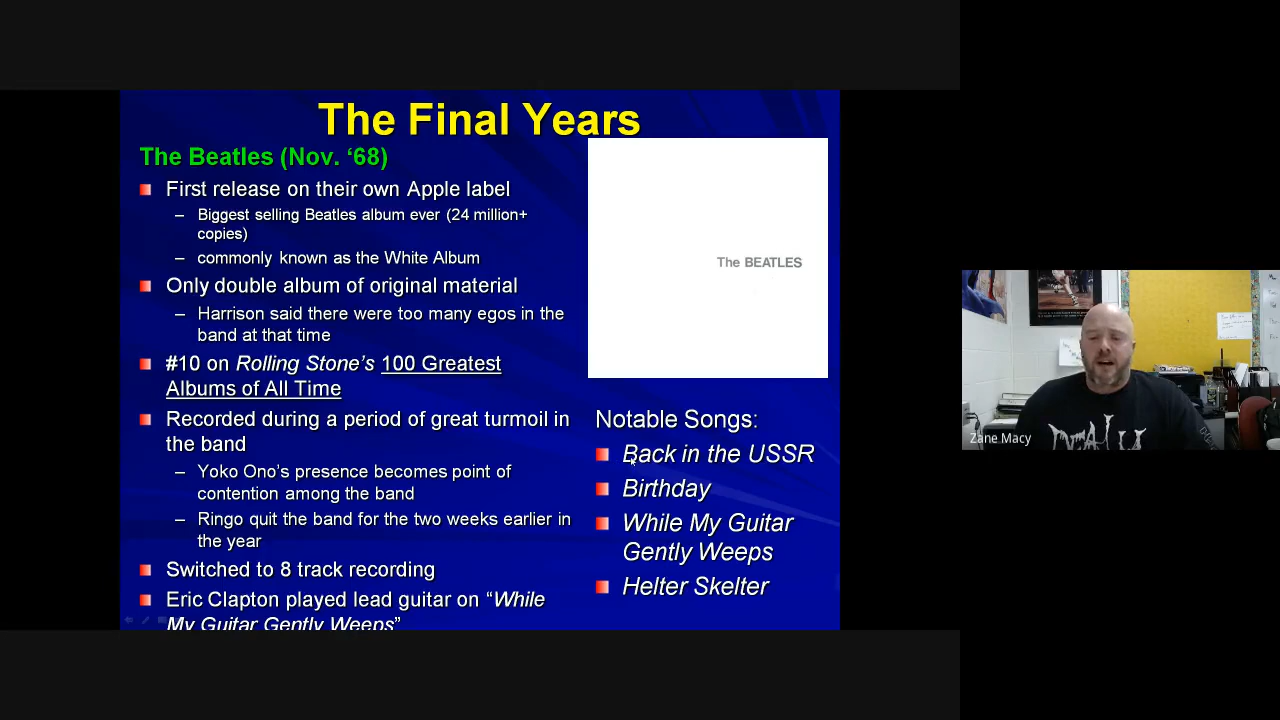 The Final Years
The Beatles (Nov. ‘68)
First release on their own Apple label
– Biggest selling Beatles album ever (24 million+
copies)
– commonly known as the White Album
Only double album of original material
– Harrison said there were too many egos in the
band at that time
#10 on Rolling Stone’s 100 Greatest
Albums of All Time
Recorded during a period of great turmoil in
the band
– Yoko Ono’s presence becomes point of
contention among the band
– Ringo quit the band for the two weeks earlier in
the year
Switched to 8 track recording
Eric Clapton played lead guitar on “While
My Guitar Gently Weeps”
The BEATLES
Notable Songs:
Back in the USSR
Birthday
While My Guitar
Gently Weeps
Helter Skelter
Zane Macy